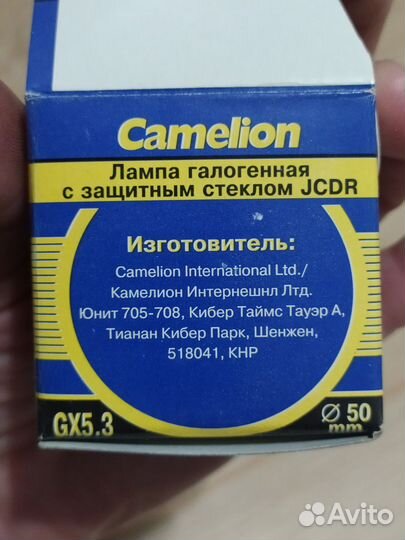 Camelion
Лампа галогенная
с защитным стеклом JCDR
Изготовитель:
Camelion International Ltd./
Камелион Интернешнл Лтд.
Юнит 705-708, Кибер Таймс Тауэр А,
Тианан Кибер Парк, Шенжен,
518041, КНР
GX5.3
Ø 50
mm
Avito